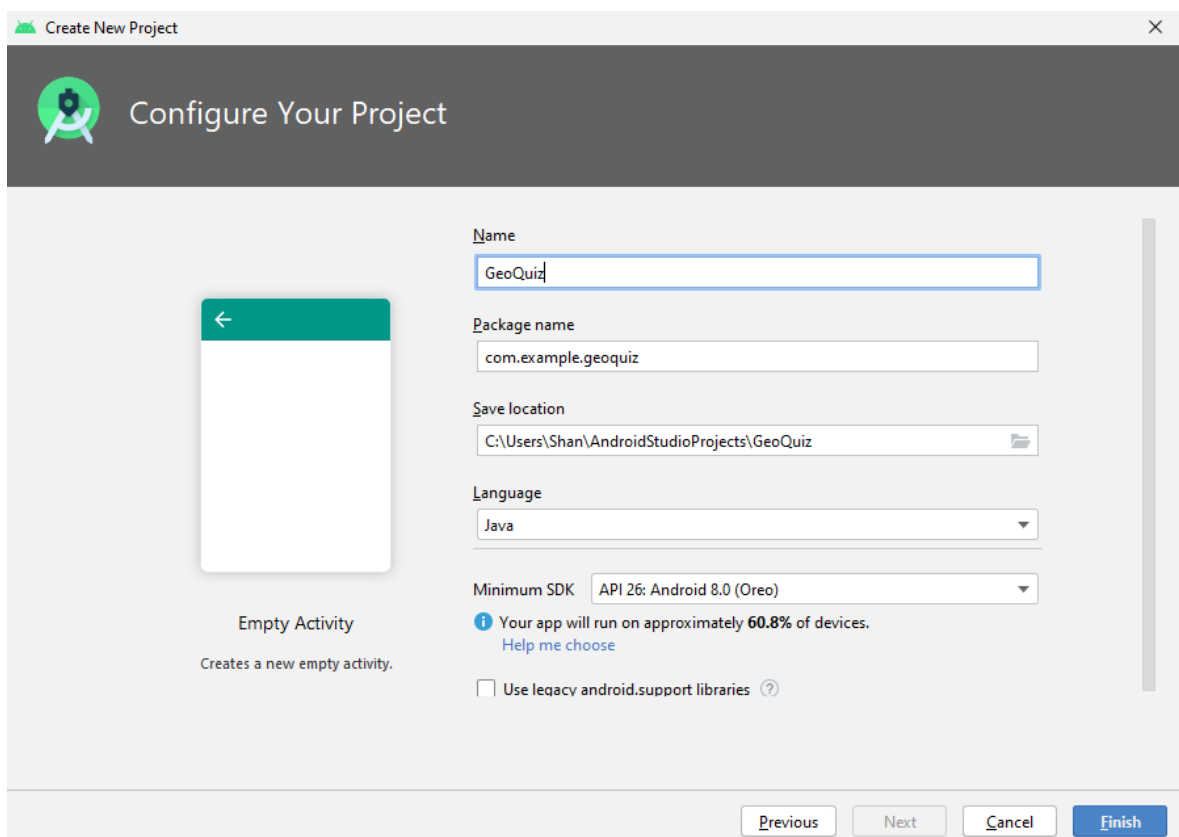 Create New Project
Configure Your Project
Name
GeoQuiz
Package name
com.example.geoquiz
Save location
C:\Users\Shan\AndroidStudioProjects\GeoQuiz
Language
Java
Minimum SDK API 26: Android 8.0 (Oreo)
Your app will run on approximately 60.8% of devices.
Help me choose
Use legacy android.support libraries ?
Empty Activity
Creates a new empty activity.
Previous Next Cancel Finish